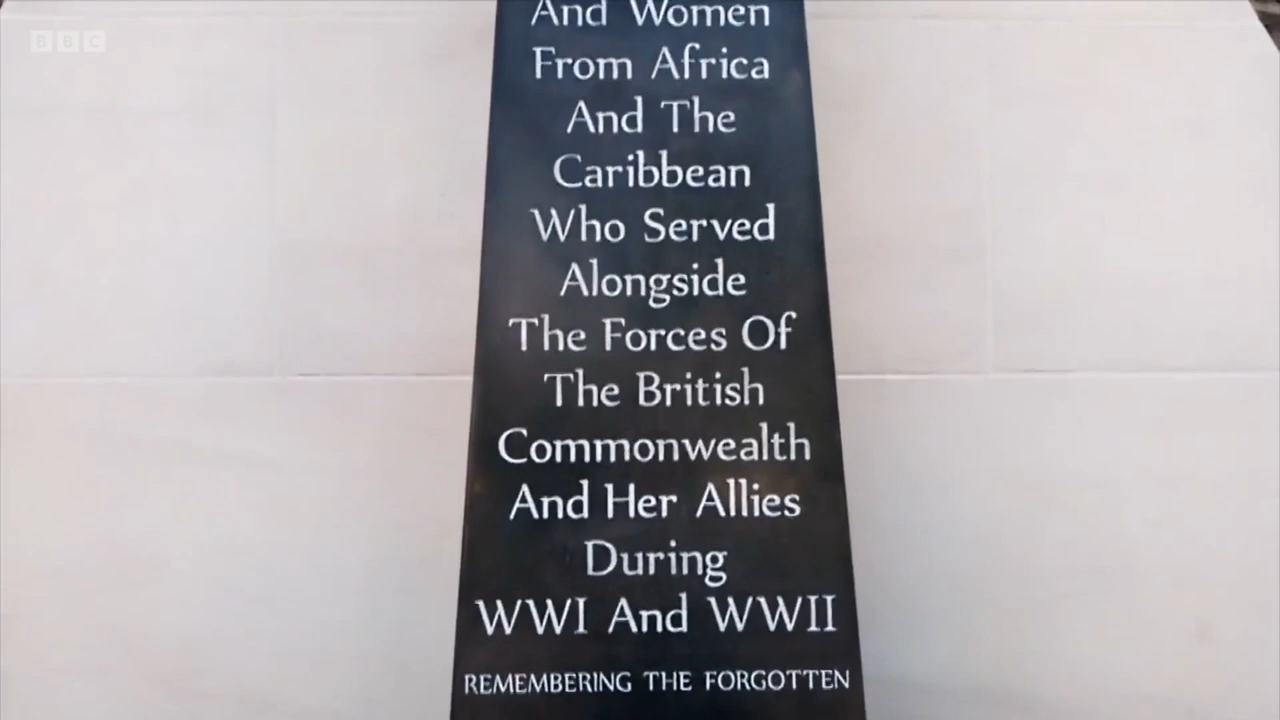 BBC
And Women
From Africa
And The
Caribbean
Who Served
Alongside
The Forces Of
The British
Commonwealth
And Her Allies
During
WWI And WWII
REMEMBERING THE FORGOTTEN